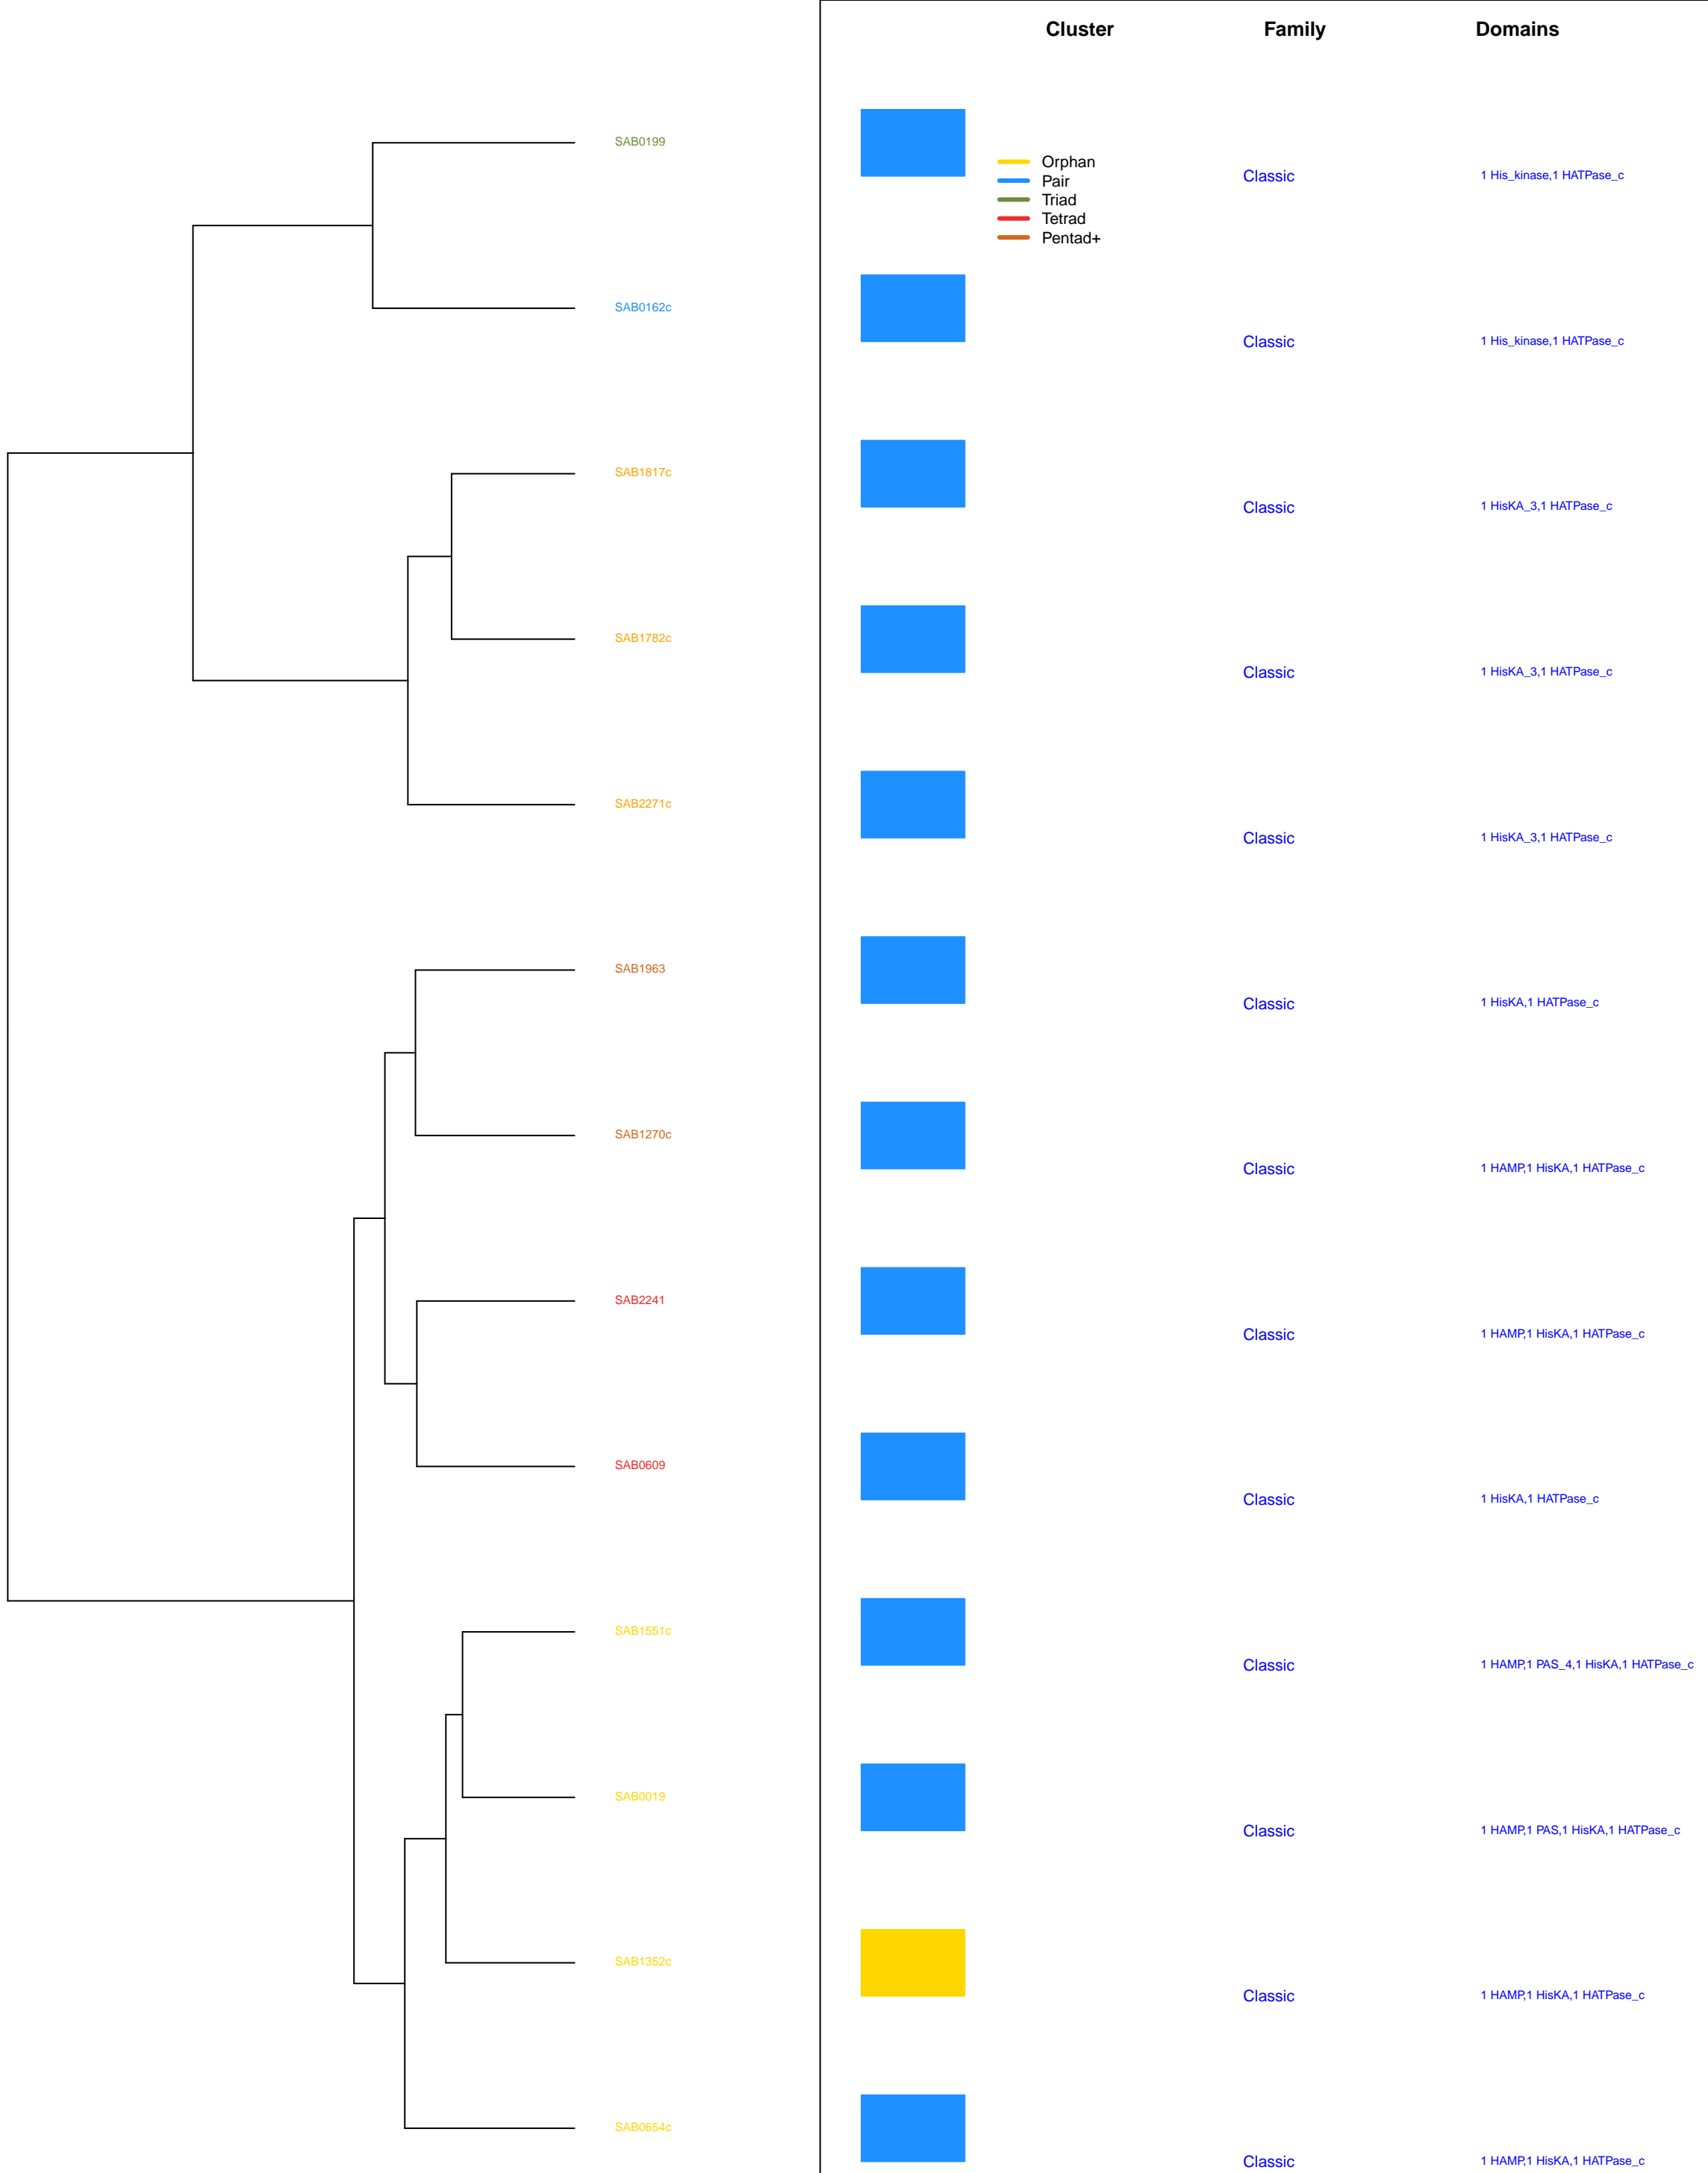 Cluster Family Domains
SAB0199
Orphan
Pair
Triad
Tetrad
Pentad+
Classic 1 His_kinase,1 HATPase_c
SAB0162c
Classic 1 His_kinase,1 HATPase_c
SAB1817c
Classic 1 HisKA_3,1 HATPase_c
SAB1782c
Classic 1 HisKA_3,1 HATPase_c
SAB2271c
Classic 1 HisKA_3,1 HATPase_c
SAB1963
Classic 1 HisKA,1 HATPase_c
SAB1270c
Classic 1 HAMP,1 HisKA,1 HATPase_c
SAB2241
Classic 1 HAMP,1 HisKA,1 HATPase_c
SAB0609
Classic 1 HisKA,1 HATPase_c
SAB1551c
Classic 1 HAMP,1 PAS_4,1 HisKA,1 HATPase_c
SAB0019
Classic 1 HAMP,1 PAS,1 HisKA,1 HATPase_c
SAB1352c
Classic 1 HAMP,1 HisKA,1 HATPase_c
SAB0654c
Classic 1 HAMP,1 HisKA,1 HATPase_c